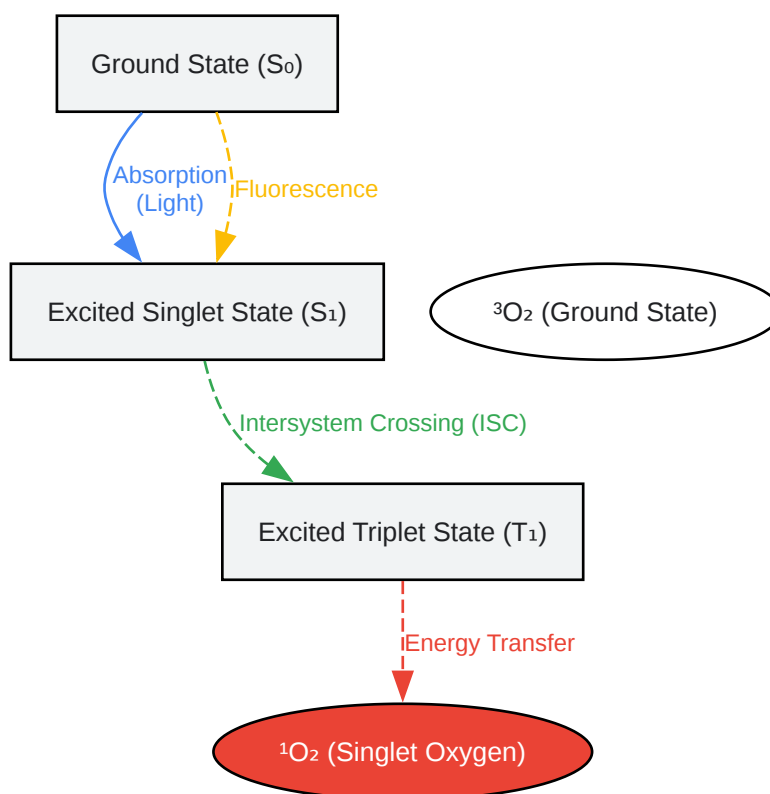 Ground State (S₀)
Absorption
(Light)
Fluorescence
Excited Singlet State (S₁)
³O₂ (Ground State)
Intersystem Crossing (ISC)
Excited Triplet State (T₁)
Energy Transfer
¹O₂ (Singlet Oxygen)